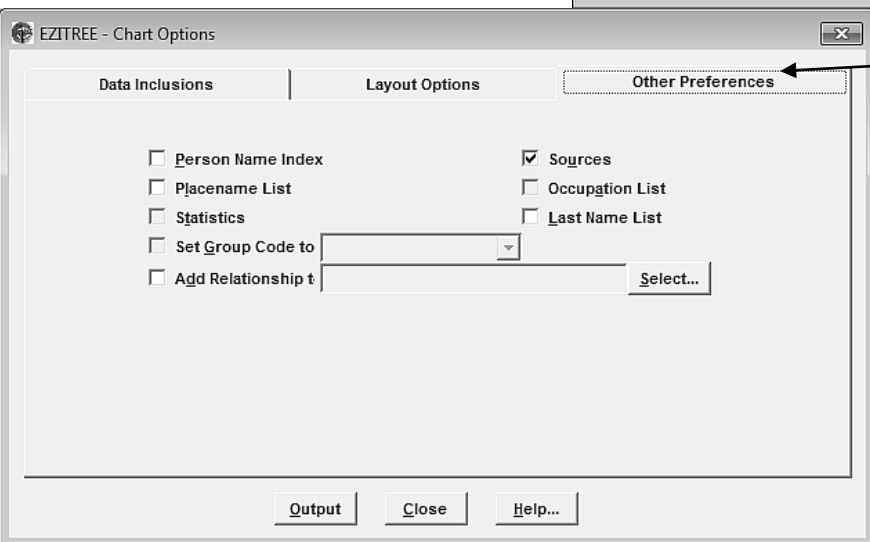 EZITREE - Chart Options
Data Inclusions Layout Options Other Preferences
Person Name Index Sources
Placename List Occupation List
Statistics Last Name List
Set Group Code to
Add Relationship t Select...
Output Close Help...